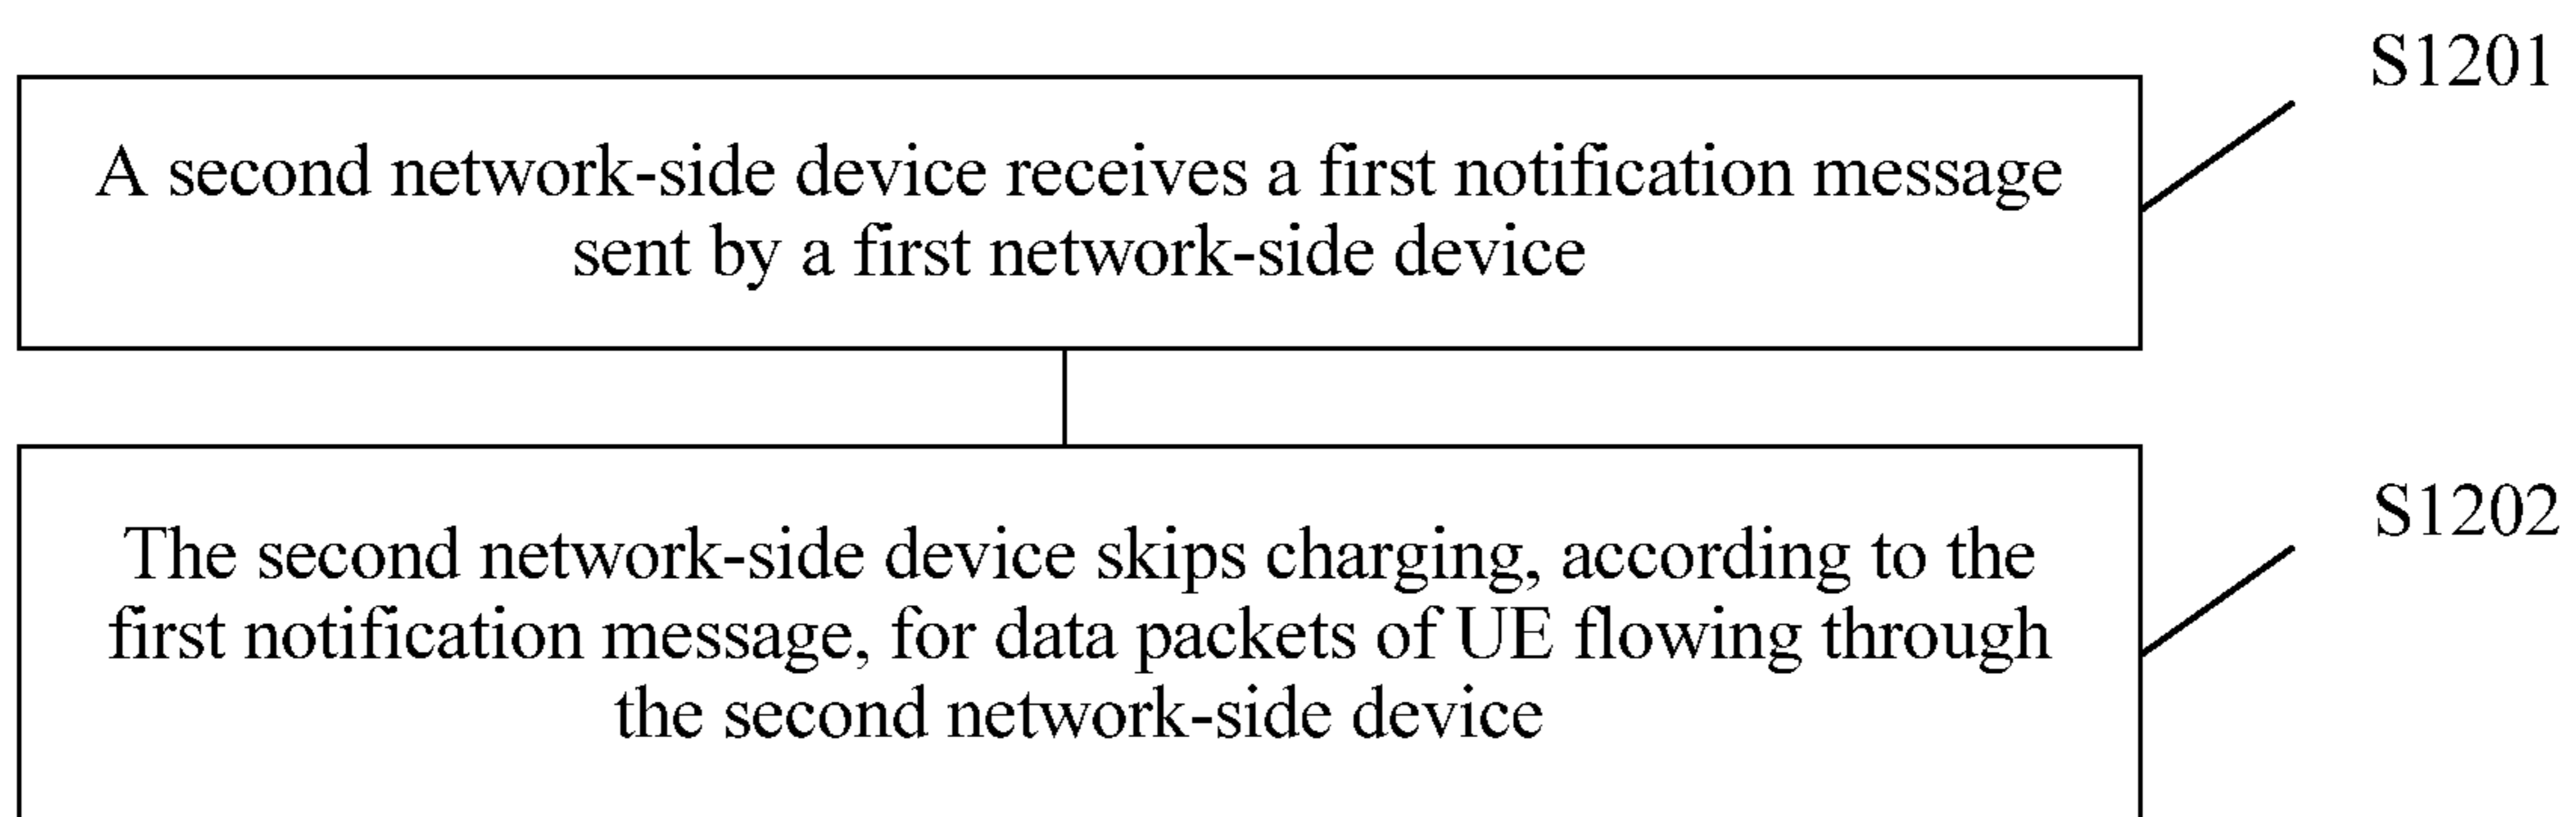 S1201
A second network-side device receives a first notification message
sent by a first network-side device
S1202
The second network-side device skips charging, according to the
first notification message, for data packets of UE flowing through
the second network-side device